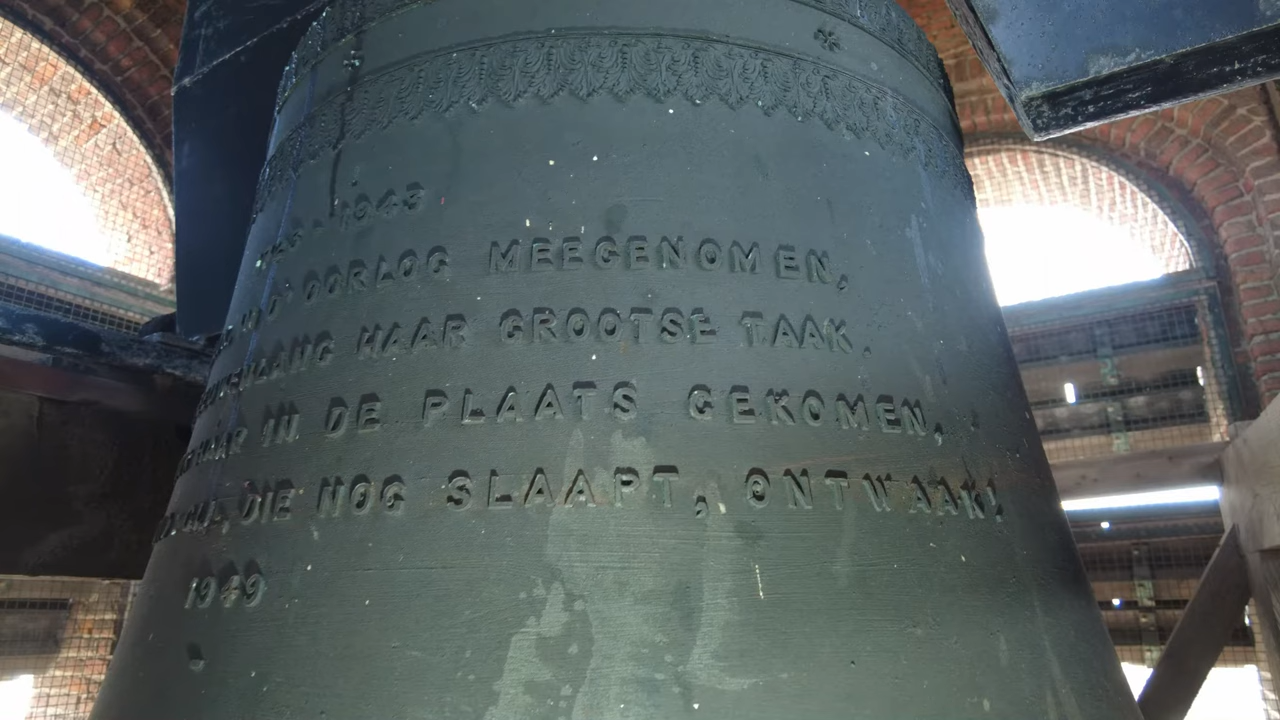 1943
D' OORLOG MEEGENOMEN,
HAAR GROOTSE TAAK.
IN DE PLAATS GEKOMEN,
DIE NOG SLAAPT, ONTWAAK!
1949